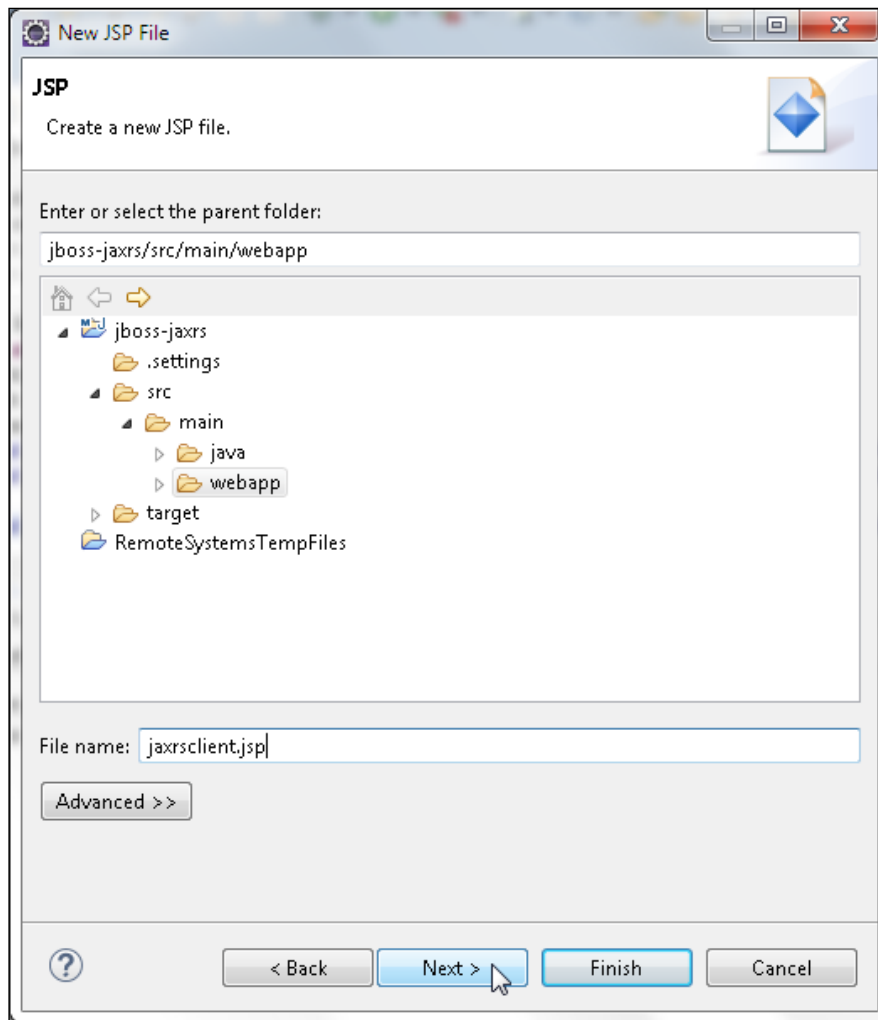 New JSP File
JSP
Create a new JSP file.
Enter or select the parent folder:
jboss-jaxrs/src/main/webapp
jboss-jaxrs
.settings
src
main
java
webapp
target
RemoteSystemsTempFiles
File name: jaxrsclient.jsp
Advanced >>
< Back Next > Finish Cancel